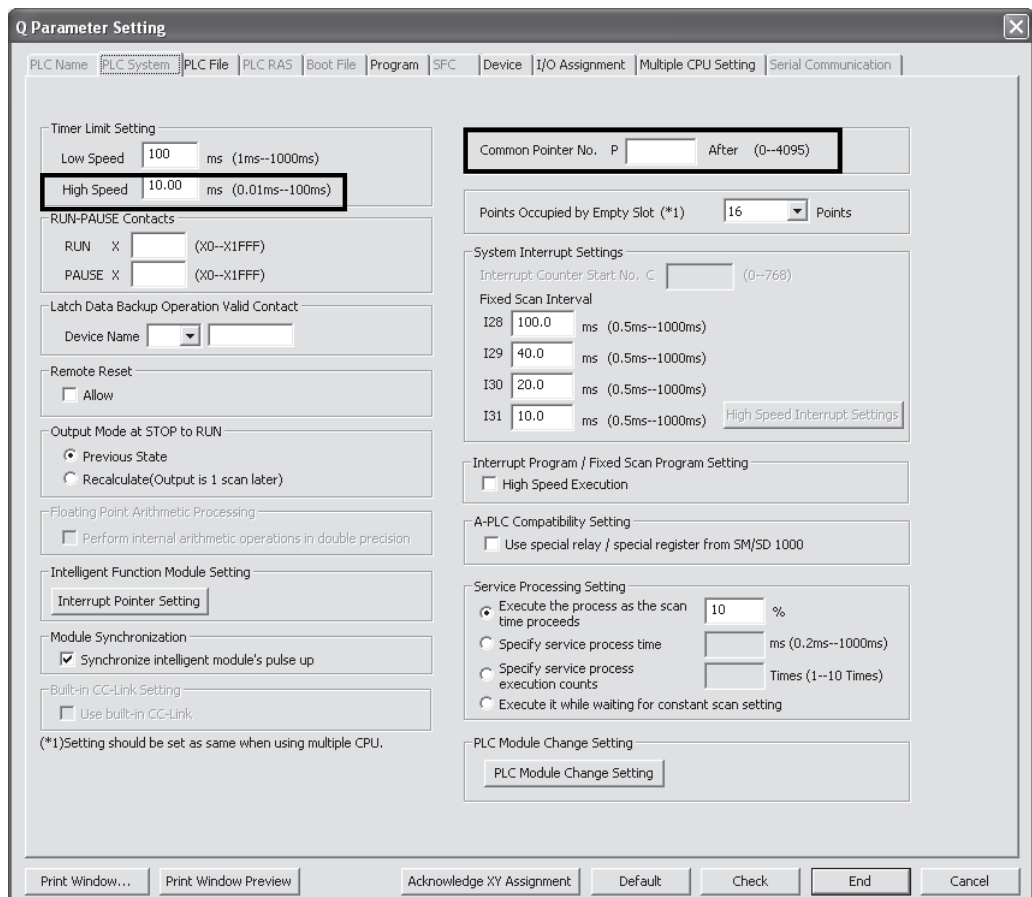 Q Parameter Setting
PLC Name PLC System PLC File PLC RAS Boot File Program SFC Device I/O Assignment Multiple CPU Setting Serial Communication
Timer Limit Setting
Low Speed 100 ms (1ms--1000ms)
High Speed 10.00 ms (0.01ms--100ms)
RUN-PAUSE Contacts
RUN X (X0--X1FFF)
PAUSE X (X0--X1FFF)
Latch Data Backup Operation Valid Contact
Device Name
Remote Reset
Allow
Output Mode at STOP to RUN
Previous State
Recalculate(Output is 1 scan later)
Floating Point Arithmetic Processing
Perform internal arithmetic operations in double precision
Intelligent Function Module Setting
Interrupt Pointer Setting
Module Synchronization
Synchronize intelligent module's pulse up
Built-in CC-Link Setting
Use built-in CC-Link
(*1)Setting should be set as same when using multiple CPU.
Common Pointer No. P After (0--4095)
Points Occupied by Empty Slot (*1) 16 Points
System Interrupt Settings
Interrupt Counter Start No. C (0--768)
Fixed Scan Interval
I28 100.0 ms (0.5ms--1000ms)
I29 40.0 ms (0.5ms--1000ms)
I30 20.0 ms (0.5ms--1000ms)
I31 10.0 ms (0.5ms--1000ms) High Speed Interrupt Settings
Interrupt Program / Fixed Scan Program Setting
High Speed Execution
A-PLC Compatibility Setting
Use special relay / special register from SM/SD 1000
Service Processing Setting
Execute the process as the scan
time proceeds 10 %
Specify service process time ms (0.2ms--1000ms)
Specify service process
execution counts Times (1--10 Times)
Execute it while waiting for constant scan setting
PLC Module Change Setting
PLC Module Change Setting
Print Window... Print Window Preview Acknowledge XY Assignment Default Check End Cancel